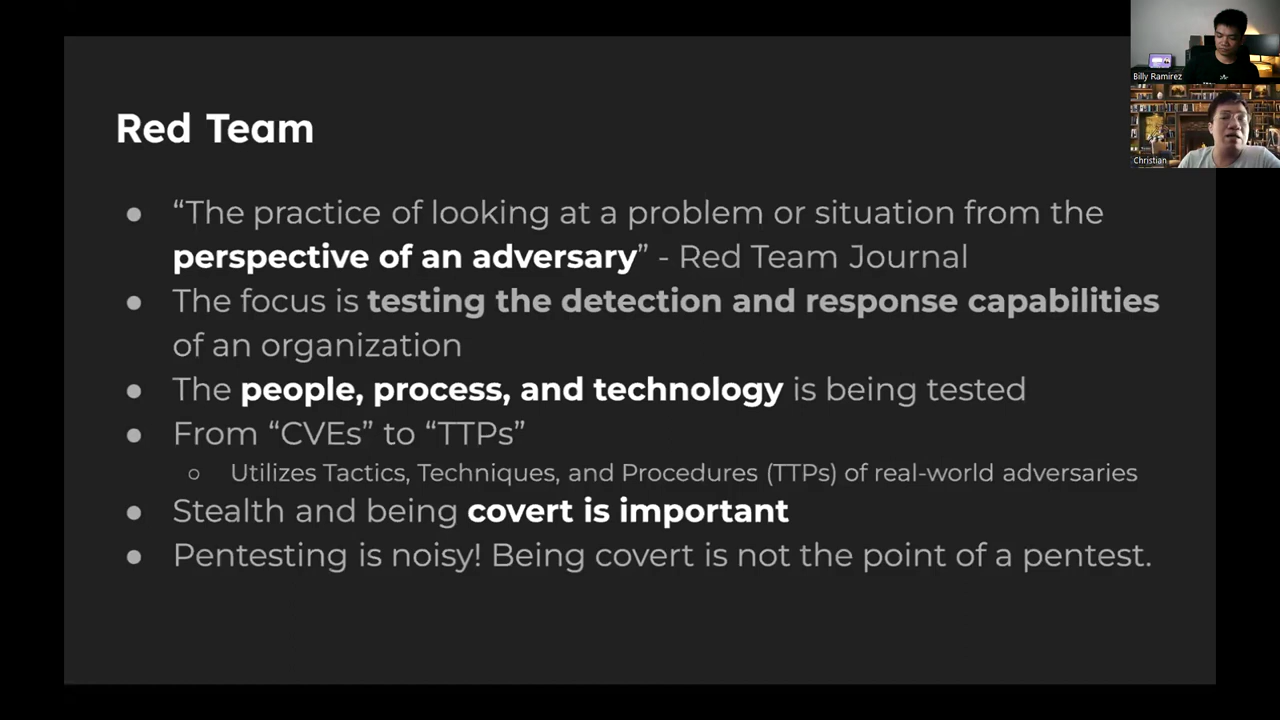 Red Team
● “The practice of looking at a problem or situation from the
perspective of an adversary” - Red Team Journal
● The focus is testing the detection and response capabilities
of an organization
● The people, process, and technology is being tested
● From “CVEs” to “TTPs”
○ Utilizes Tactics, Techniques, and Procedures (TTPs) of real-world adversaries
● Stealth and being covert is important
● Pentesting is noisy! Being covert is not the point of a pentest.
Billy Ramirez
Christian